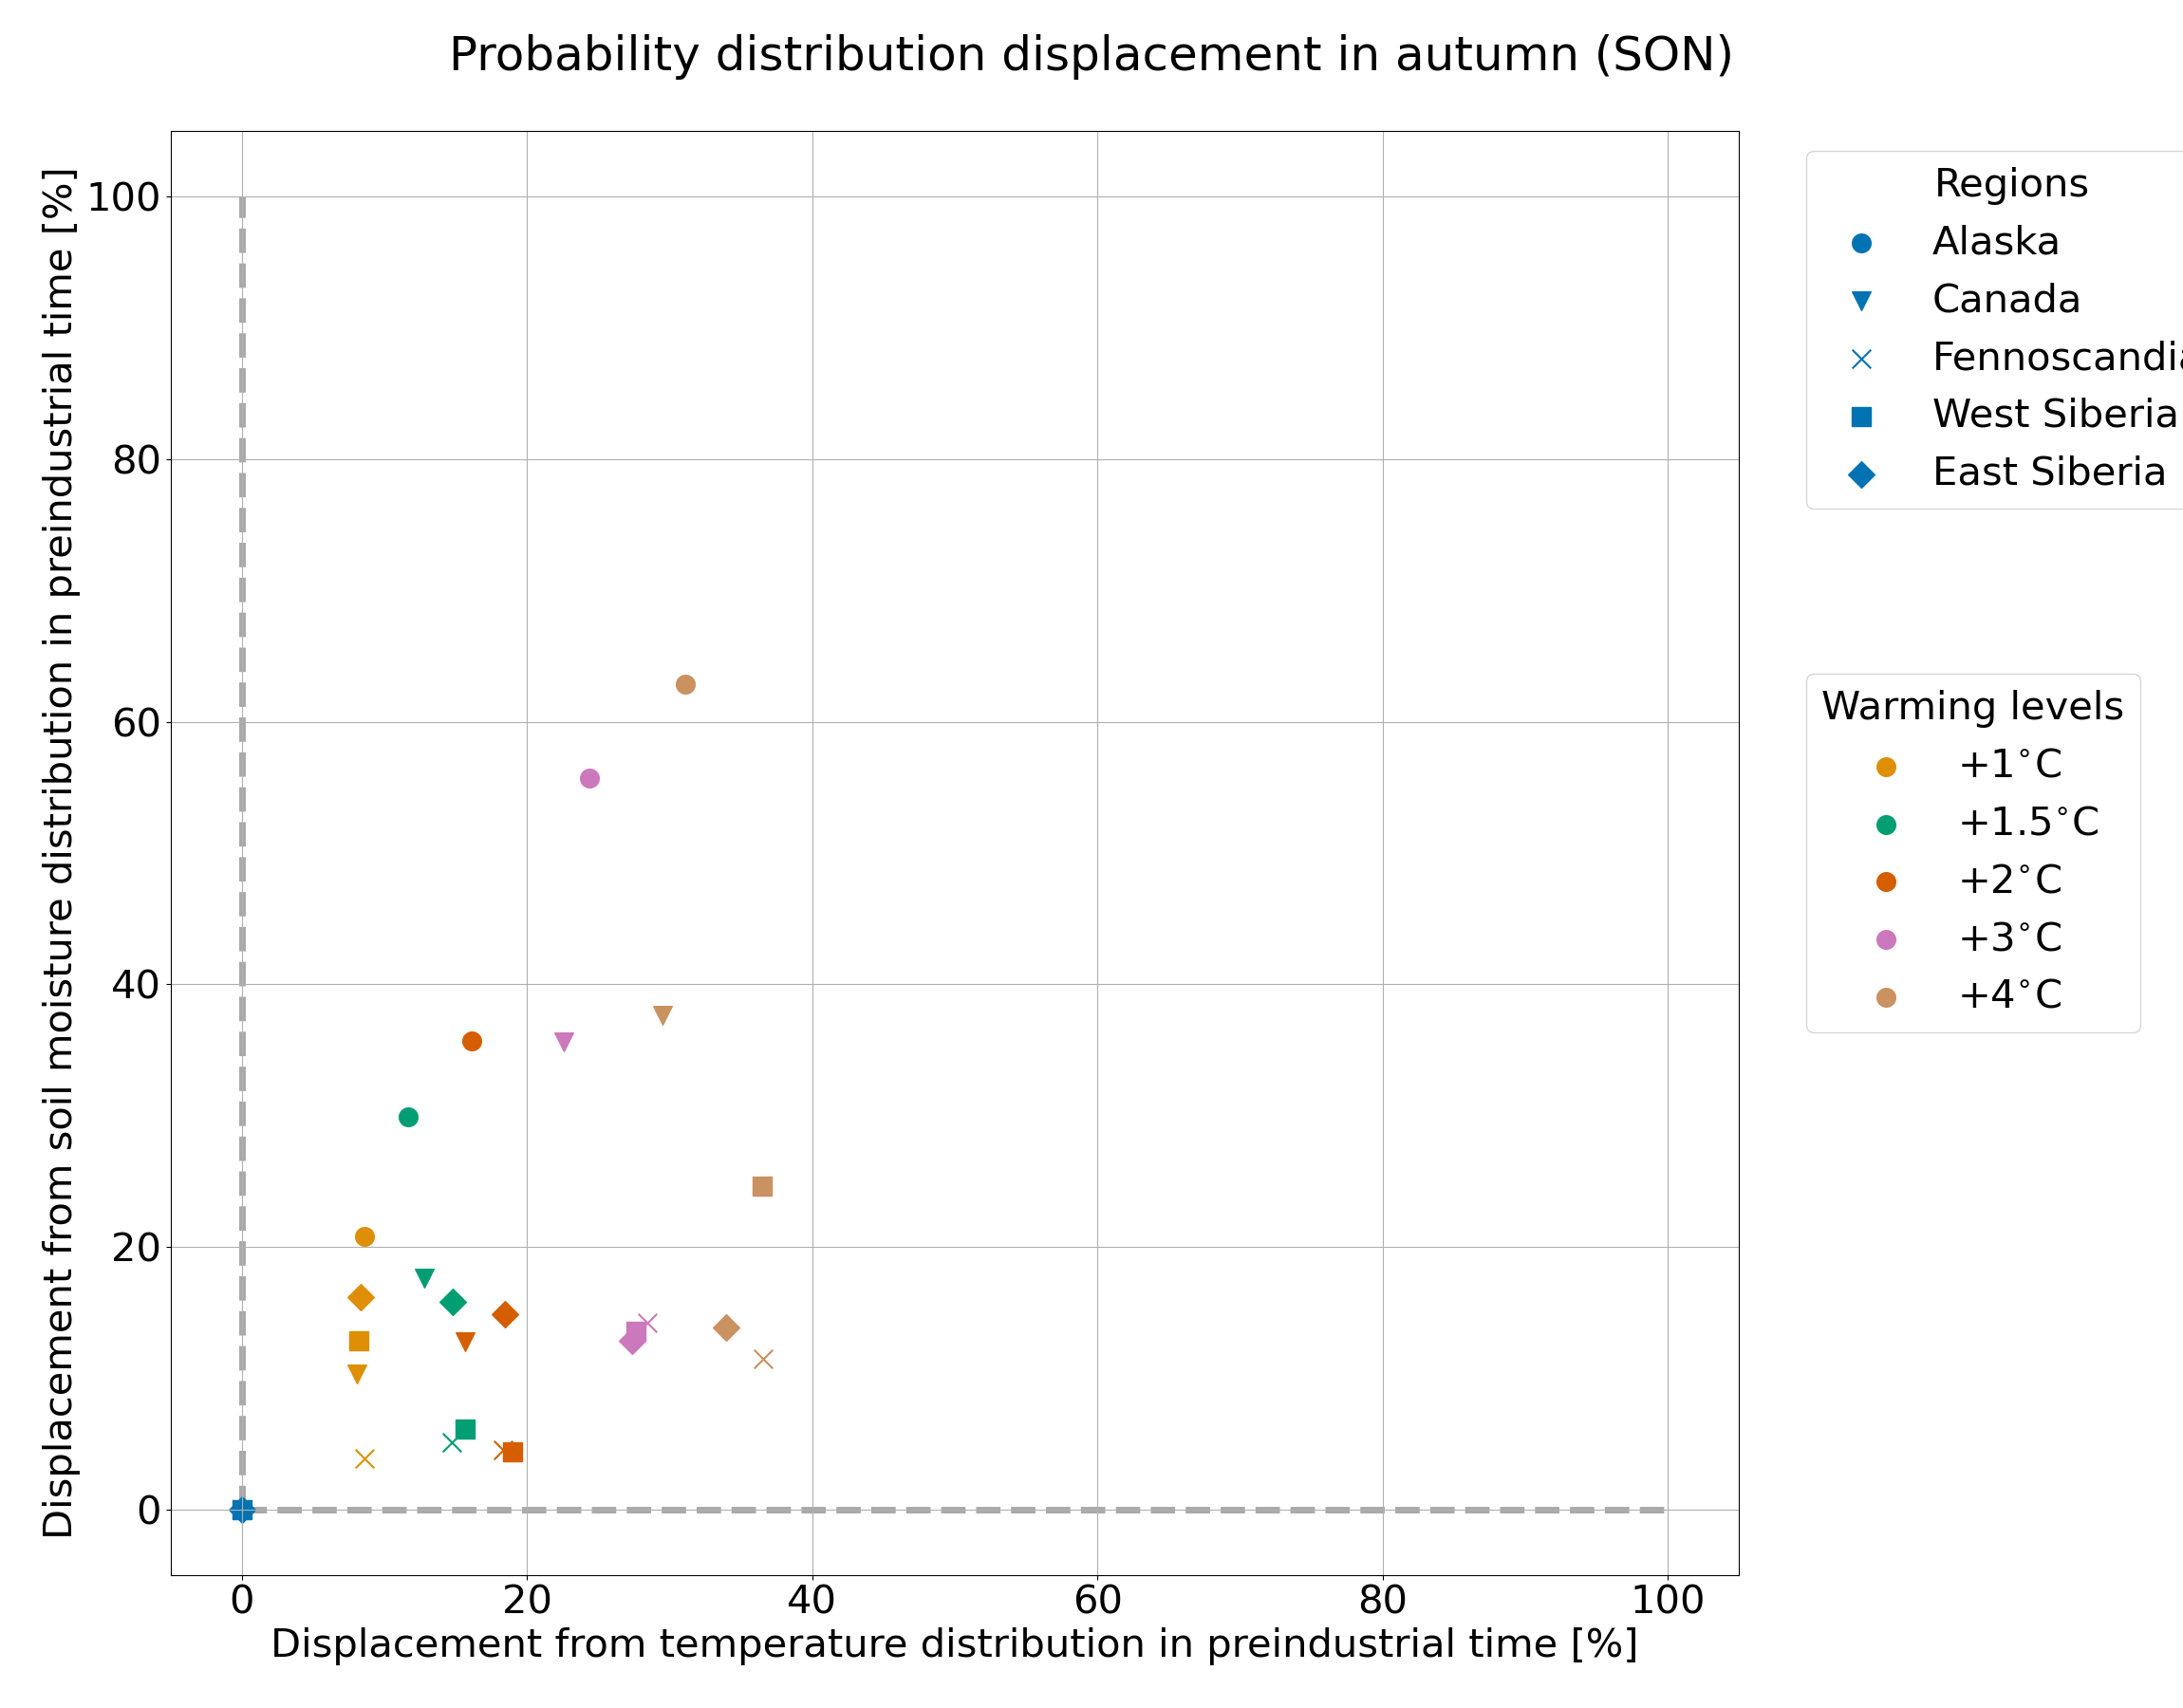 Probability distribution displacement in autumn (SON)
Displacement from soil moisture distribution in preindustrial time [%]
100
80
60
40
20
0
0 20 40 60 80 100
Displacement from temperature distribution in preindustrial time [%]
Regions
Alaska
Canada
Fennoscandia
West Siberia
East Siberia
Warming levels
+1°C
+1.5°C
+2°C
+3°C
+4°C